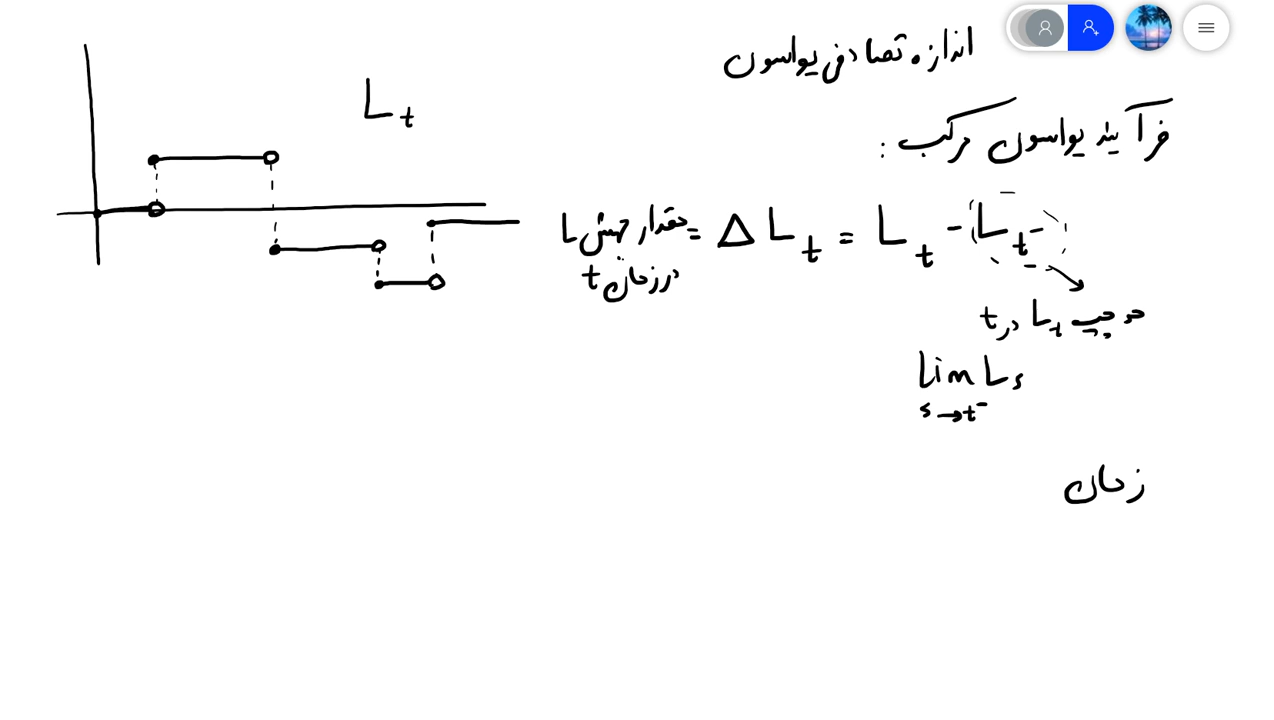 اندازه تصادفی پواسون
فرآیند پواسون مرکب :
L_t
مقدار جهش L در زمان t = ΔL_t = L_t - L_{t-}
حد چپ L_t در t
lim L_s
s→t^-
زمان